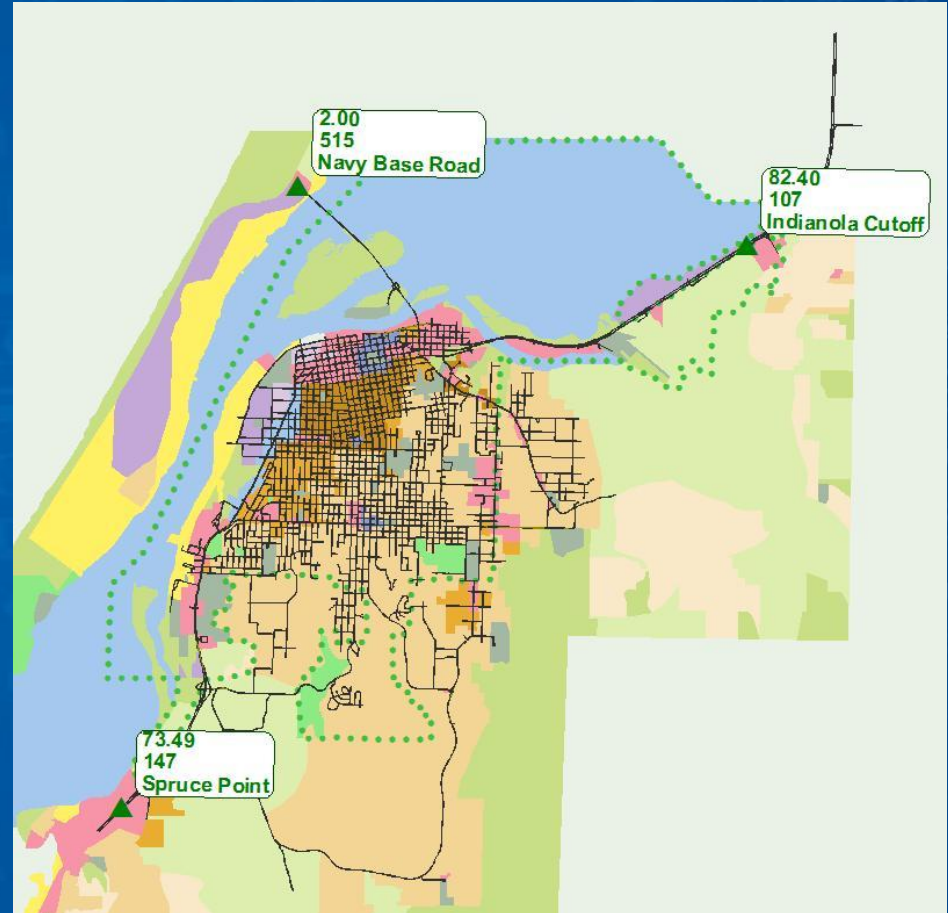 2.00
515
Navy Base Road
82.40
107
Indianola Cutoff
73.49
147
Spruce Point